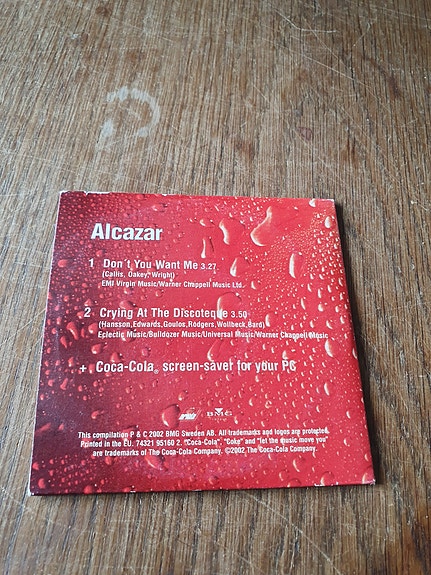 Alcazar
1 Don't You Want Me 3.27
(Callis, Oakey, Wright)
EMI Virgin Music/Warner Chappell Music Ltd.
2 Crying At The Discoteque 3.50
(Hansson,Edwards,Goulos,Rodgers,Wollbeck,Bard)
Eclectic Music/Bulldozer Music/Universal Music/Warner Chappell Music
+ Coca-Cola® screen-saver for your PC
BMG
This compilation P & C 2002 BMG Sweden AB. All trademarks and logos are protected.
Printed in the EU. 74321 95160 2. "Coca-Cola", "Coke" and "let the music move you"
are trademarks of The Coca-Cola Company. ©2002 The Coca-Cola Company.